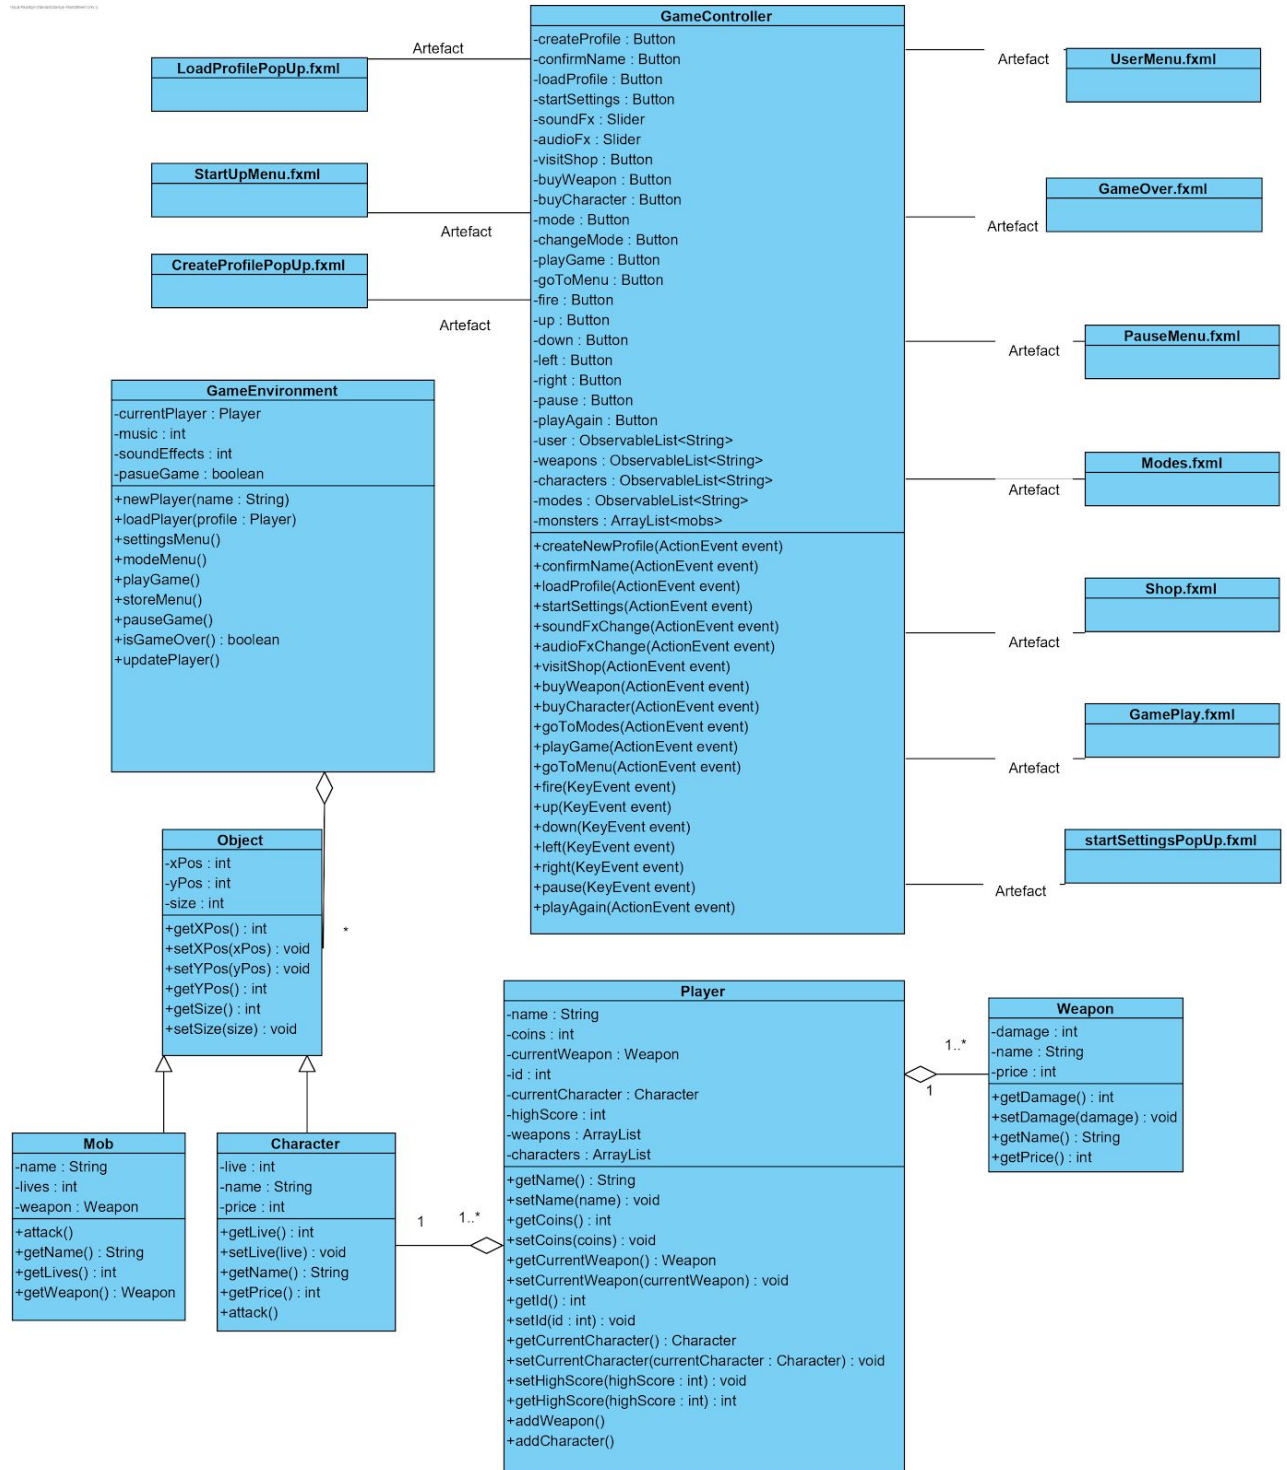 GameController
-createProfile : Button
-confirmName : Button
-loadProfile : Button
-startSettings : Button
-soundFx : Slider
-audioFx : Slider
-visitShop : Button
-buyWeapon : Button
-buyCharacter : Button
-mode : Button
-changeMode : Button
-playGame : Button
-goToMenu : Button
-fire : Button
-up : Button
-down : Button
-left : Button
-right : Button
-pause : Button
-playAgain : Button
-user : ObservableList<String>
-weapons : ObservableList<String>
-characters : ObservableList<String>
-modes : ObservableList<String>
-monsters : ArrayList<mobs>
+createNewProfile(ActionEvent event)
+confirmName(ActionEvent event)
+loadProfile(ActionEvent event)
+startSettings(ActionEvent event)
+soundFxChange(ActionEvent event)
+audioFxChange(ActionEvent event)
+visitShop(ActionEvent event)
+buyWeapon(ActionEvent event)
+buyCharacter(ActionEvent event)
+goToModes(ActionEvent event)
+playGame(ActionEvent event)
+goToMenu(ActionEvent event)
+fire(KeyEvent event)
+up(KeyEvent event)
+down(KeyEvent event)
+left(KeyEvent event)
+right(KeyEvent event)
+pause(KeyEvent event)
+playAgain(ActionEvent event)
Artefact
LoadProfilePopUp.fxml
StartUpMenu.fxml
Artefact
CreateProfilePopUp.fxml
Artefact
Artefact
UserMenu.fxml
GameOver.fxml
Artefact
PauseMenu.fxml
Artefact
Modes.fxml
Artefact
Shop.fxml
Artefact
GamePlay.fxml
Artefact
startSettingsPopUp.fxml
Artefact
GameEnvironment
-currentPlayer : Player
-music : int
-soundEffects : int
-pasueGame : boolean
+newPlayer(name : String)
+loadPlayer(profile : Player)
+settingsMenu()
+modeMenu()
+playGame()
+storeMenu()
+pauseGame()
+isGameOver() : boolean
+updatePlayer()
Object
-xPos : int
-yPos : int
-size : int
+getXPos() : int
+setXPos(xPos) : void
+setYPos(yPos) : void
+getYPos() : int
+getSize() : int
+setSize(size) : void
*
Mob
-name : String
-lives : int
-weapon : Weapon
+attack()
+getName() : String
+getLives() : int
+getWeapon() : Weapon
Character
-live : int
-name : String
-price : int
+getLive() : int
+setLive(live) : void
+getName() : String
+getPrice() : int
+attack()
1
1..*
Player
-name : String
-coins : int
-currentWeapon : Weapon
-id : int
-currentCharacter : Character
-highScore : int
-weapons : ArrayList
-characters : ArrayList
+getName() : String
+setName(name) : void
+getCoins() : int
+setCoins(coins) : void
+getCurrentWeapon() : Weapon
+setCurrentWeapon(currentWeapon) : void
+getId() : int
+setId(id : int) : void
+getCurrentCharacter() : Character
+setCurrentCharacter(currentCharacter : Character) : void
+setHighScore(highScore : int) : void
+getHighScore(highScore : int) : int
+addWeapon()
+addCharacter()
1..*
1
Weapon
-damage : int
-name : String
-price : int
+getDamage() : int
+setDamage(damage) : void
+getName() : String
+getPrice() : int